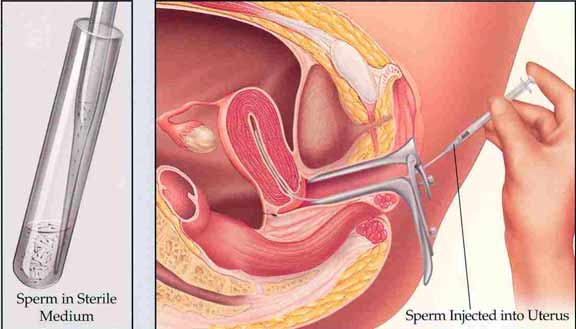 Sperm in Sterile
Medium
Sperm Injected into Uterus